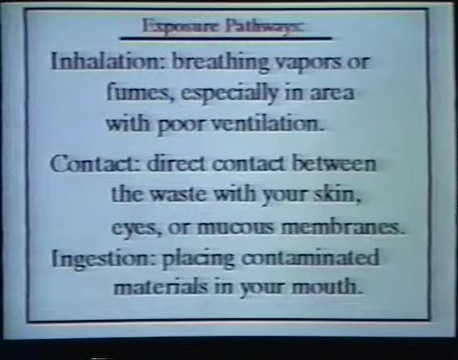 Exposure Pathways:
Inhalation: breathing vapors or
fumes, especially in area
with poor ventilation.
Contact: direct contact between
the waste with your skin,
eyes, or mucous membranes.
Ingestion: placing contaminated
materials in your mouth.